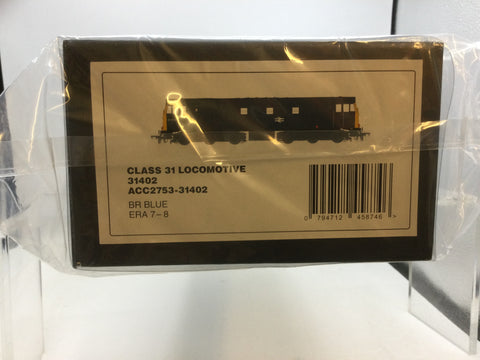 CLASS 31 LOCOMOTIVE
31402
ACC2753-31402
BR BLUE
ERA 7-8
0 794712 458746 >